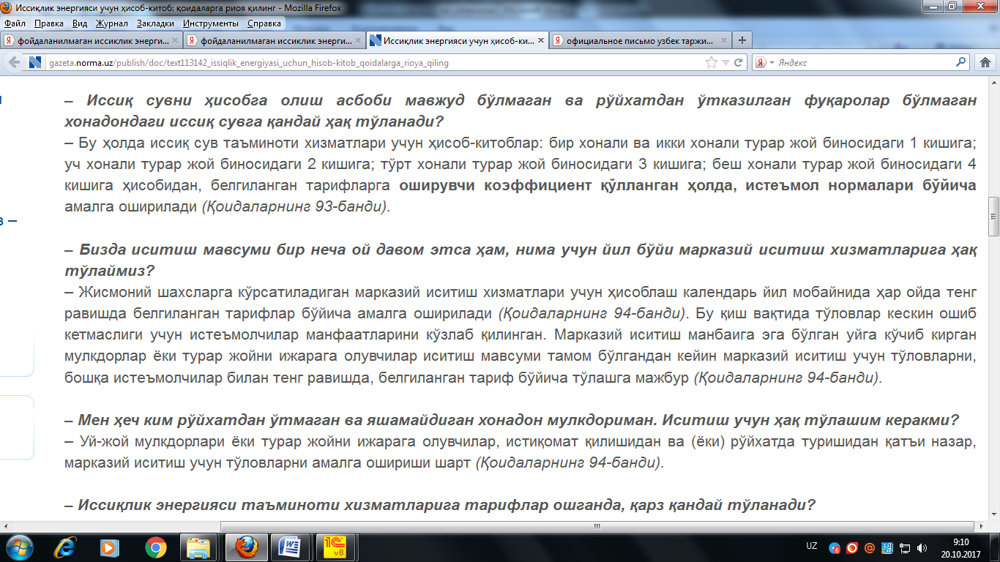 Иссиқлик энергияси учун ҳисоб-китоб: қоидаларга риоя қилинг - Mozilla Firefox
Файл Правка Вид Журнал Закладки Инструменты Справка
фойдаланилмаган иссиклик энерги... фойдаланилмаган иссиклик энерги... Иссиқлик энергияси учун ҳисоб-ки... официальное письмо узбек таржи...
gazeta.norma.uz/publish/doc/text113142_issiqlik_energiyasi_uchun_hisob-kitob_qoidalarga_rioya_qiling Яндекс
– Иссиқ сувни ҳисобга олиш асбоби мавжуд бўлмаган ва рўйхатдан ўтказилган фуқаролар бўлмаган
хонадондаги иссиқ сувга қандай ҳақ тўланади?
– Бу ҳолда иссиқ сув таъминоти хизматлари учун ҳисоб-китоблар: бир хонали ва икки хонали турар жой биносидаги 1 кишига;
уч хонали турар жой биносидаги 2 кишига; тўрт хонали турар жой биносидаги 3 кишига; беш хонали турар жой биносидаги 4
кишига ҳисобидан, белгиланган тарифларга оширувчи коэффициент қўлланган ҳолда, истеъмол нормалари бўйича
амалга оширилади (Қоидаларнинг 93-банди).
– Бизда иситиш мавсуми бир неча ой давом этса ҳам, нима учун йил бўйи марказий иситиш хизматларига ҳақ
тўлаймиз?
– Жисмоний шахсларга кўрсатиладиган марказий иситиш хизматлари учун ҳисоблаш календарь йил мобайнида ҳар ойда тенг
равишда белгиланган тарифлар бўйича амалга оширилади (Қоидаларнинг 94-банди). Бу қиш вақтида тўловлар кескин ошиб
кетмаслиги учун истеъмолчилар манфаатларини кўзлаб қилинган. Марказий иситиш манбаига эга бўлган уйга кўчиб кирган
мулкдорлар ёки турар жойни ижарага олувчилар иситиш мавсуми тамом бўлгандан кейин марказий иситиш учун тўловларни,
бошқа истеъмолчилар билан тенг равишда, белгиланган тариф бўйича тўлашга мажбур (Қоидаларнинг 94-банди).
– Мен ҳеч ким рўйхатдан ўтмаган ва яшамайдиган хонадон мулкдориман. Иситиш учун ҳақ тўлашим керакми?
– Уй-жой мулкдорлари ёки турар жойни ижарага олувчилар, истиқомат қилишидан ва (ёки) рўйхатда туришидан қатъи назар,
марказий иситиш учун тўловларни амалга ошириши шарт (Қоидаларнинг 94-банди).
– Иссиқлик энергияси таъминоти хизматларига тарифлар ошганда, қарз қандай тўланади?
UZ 9:10
20.10.2017